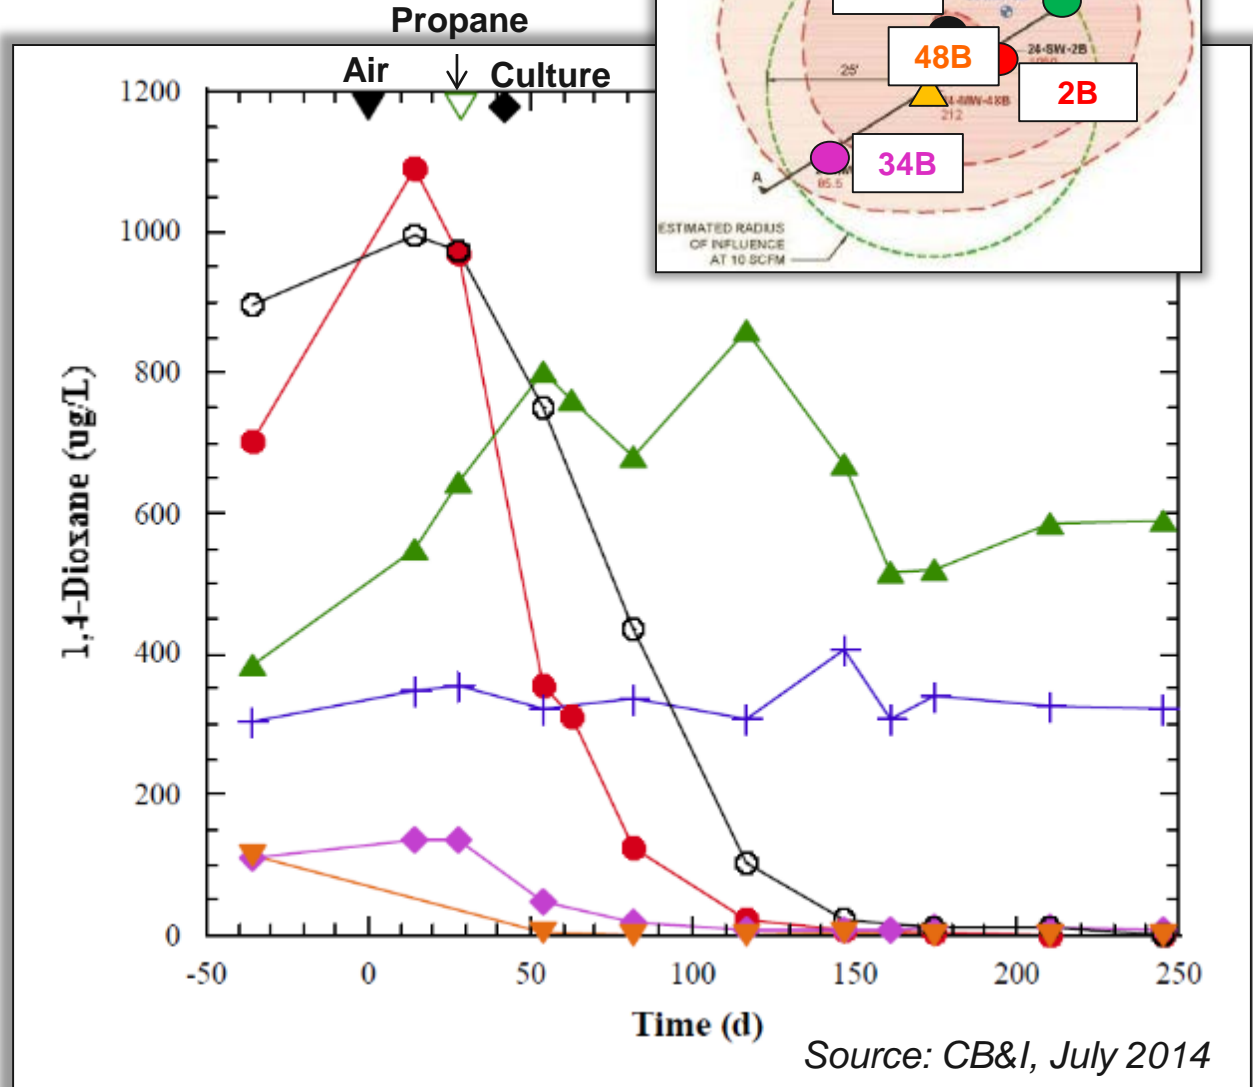 Propane
Air
Culture
48B
2B
34B
25'
24-SW-2B
212
A
85.5
ESTIMATED RADIUS
OF INFLUENCE
AT 10 SCFM
1200
1000
800
600
400
200
0
1,4-Dioxane (ug/L)
-50 0 50 100 150 200 250
Time (d)
Source: CB&I, July 2014